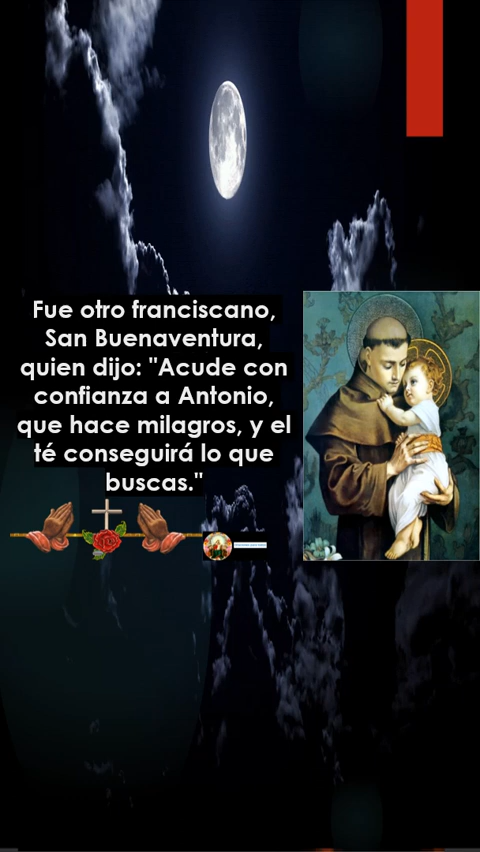 Fue otro franciscano,
San Buenaventura,
quien dijo: "Acude con
confianza a Antonio,
que hace milagros, y el
té conseguirá lo que
buscas."